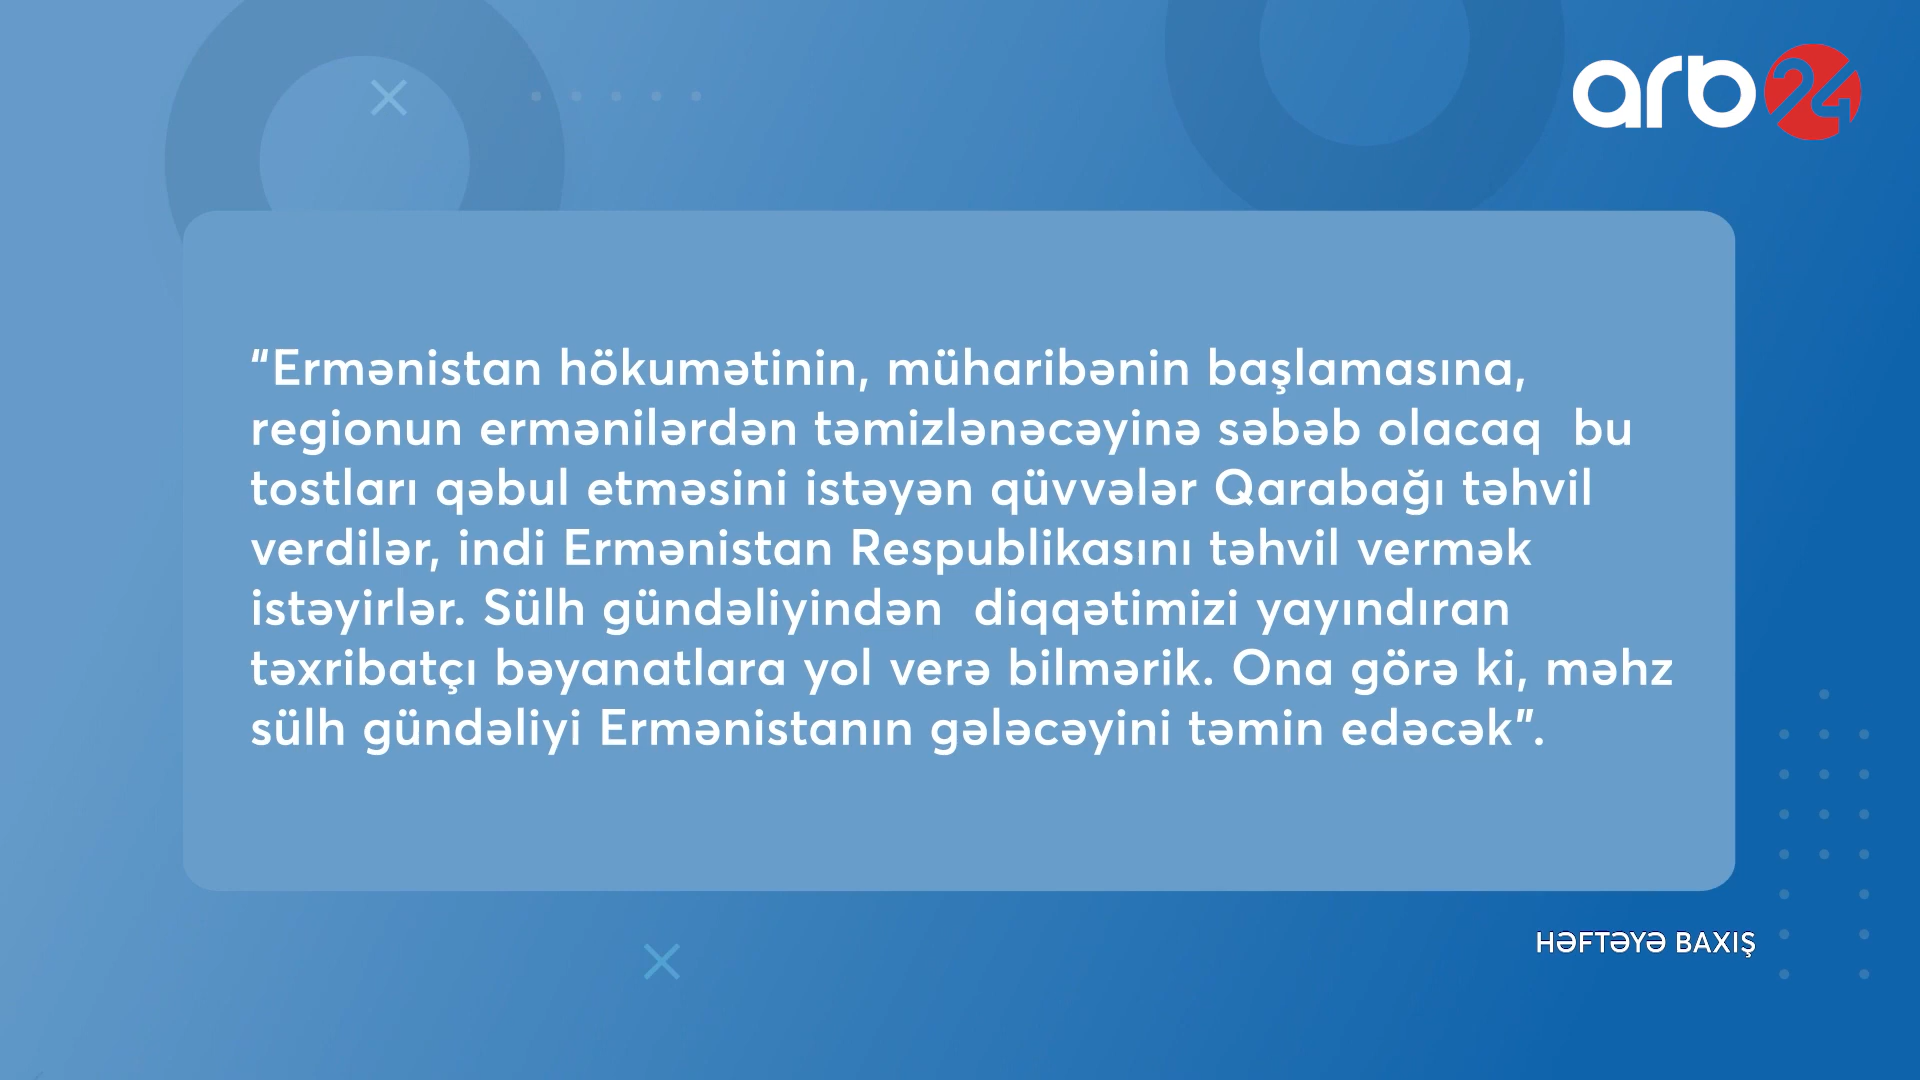 arb 24
“Ermənistan hökumətinin, müharibənin başlamasına,
regionun ermənilərdən təmizlənəcəyinə səbəb olacaq bu
tostları qəbul etməsini istəyən qüvvələr Qarabağı təhvil
verdilər, indi Ermənistan Respublikasını təhvil vermək
istəyirlər. Sülh gündəliyindən diqqətimizi yayındıran
təxribatçı bəyanatlara yol verə bilmərik. Ona görə ki, məhz
sülh gündəliyi Ermənistanın gələcəyini təmin edəcək”.
HƏFTƏYƏ BAXIŞ